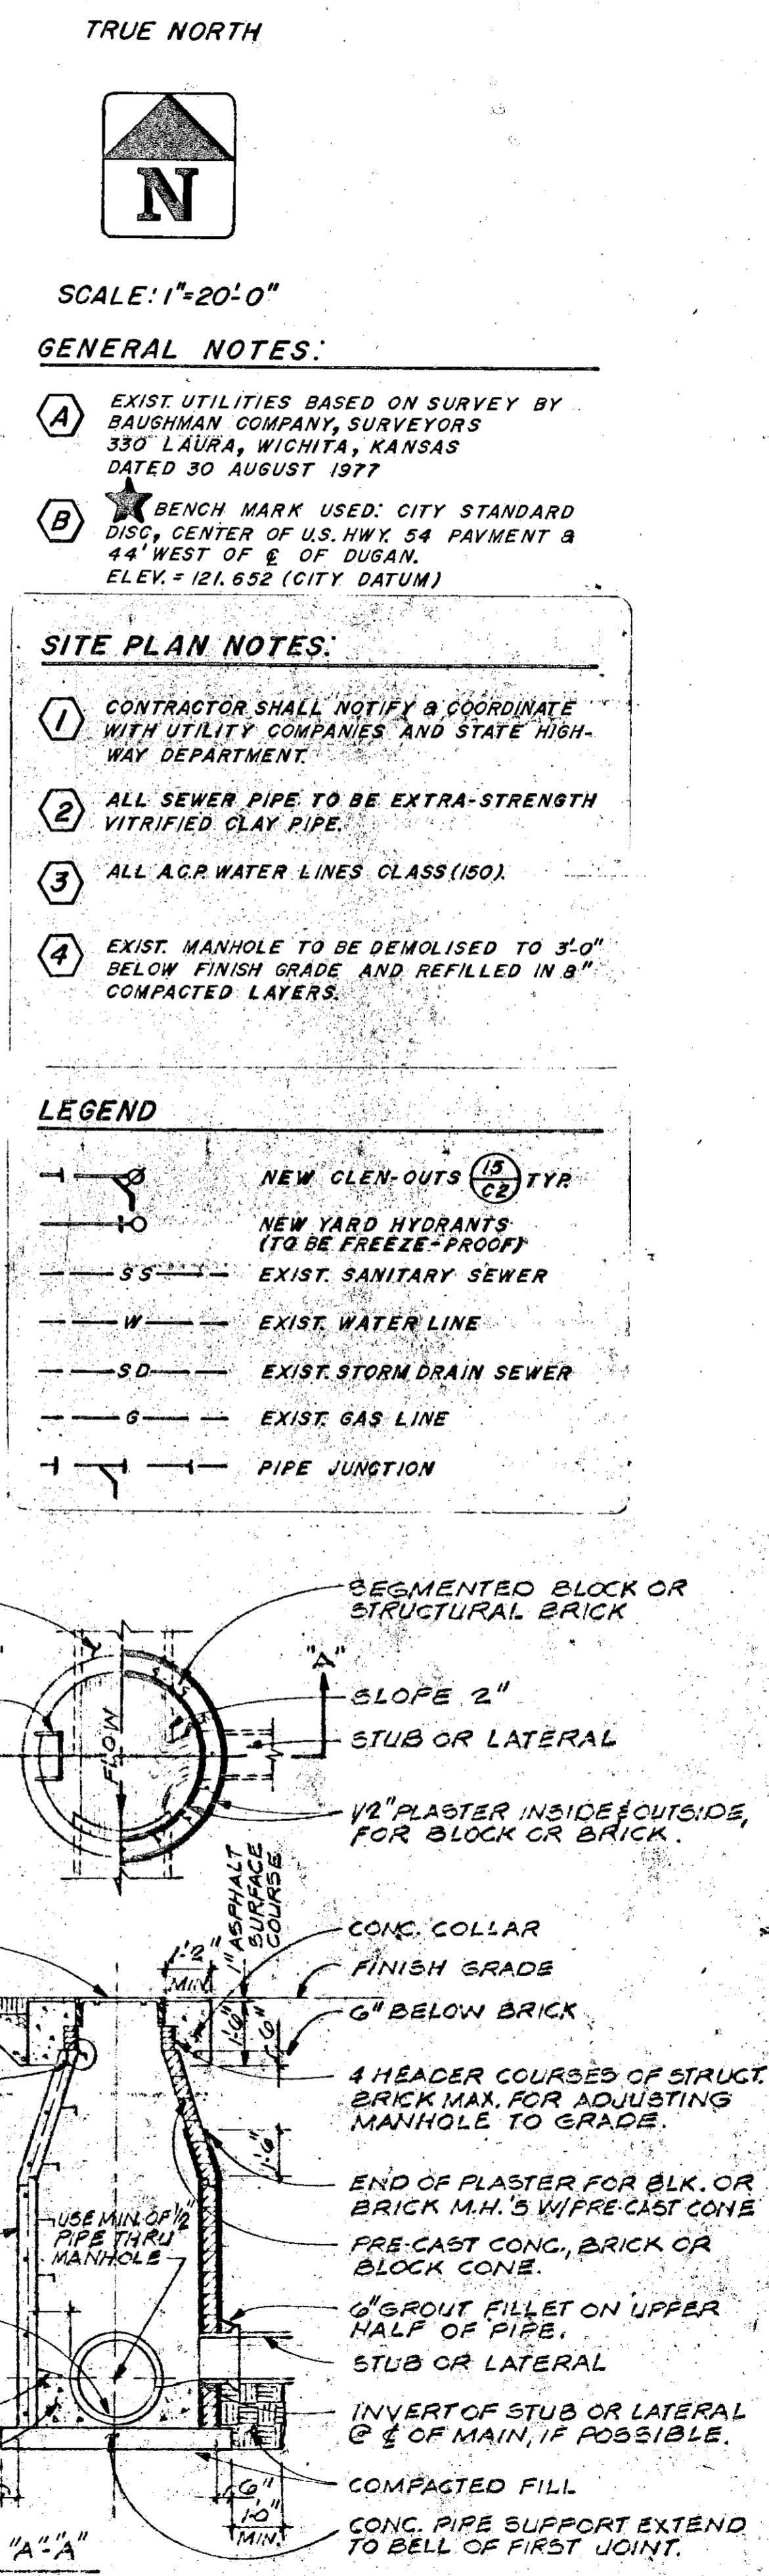 TRUE NORTH
N
SCALE: 1"=20'-0"
GENERAL NOTES:
A
EXIST. UTILITIES BASED ON SURVEY BY
BAUGHMAN COMPANY, SURVEYORS
330 LAURA, WICHITA, KANSAS
DATED 30 AUGUST 1977
B
BENCH MARK USED: CITY STANDARD
DISC, CENTER OF U.S. HWY. 54 PAVMENT &
44' WEST OF ℄ OF DUGAN.
ELEV. = 121.652 (CITY DATUM)
SITE PLAN NOTES:
1
CONTRACTOR SHALL NOTIFY & COORDINATE
WITH UTILITY COMPANIES AND STATE HIGH-
WAY DEPARTMENT.
2
ALL SEWER PIPE TO BE EXTRA-STRENGTH
VITRIFIED CLAY PIPE.
3
ALL A.C.P. WATER LINES CLASS (150).
4
EXIST. MANHOLE TO BE DEMOLISED TO 3'-0"
BELOW FINISH GRADE AND REFILLED IN 8"
COMPACTED LAYERS.
LEGEND
NEW CLEN-OUTS 15 C2 TYP.
NEW YARD HYDRANTS
(TO BE FREEZE-PROOF)
SS EXIST. SANITARY SEWER
W EXIST. WATER LINE
SD EXIST. STORM DRAIN SEWER
G EXIST. GAS LINE
PIPE JUNCTION
SEGMENTED BLOCK OR
STRUCTURAL BRICK
"A"
SLOPE 2"
FLOW
STUB OR LATERAL
1/2" PLASTER INSIDE & OUTSIDE,
FOR BLOCK OR BRICK.
1" ASPHALT
SURFACE
COURSE
CONC. COLLAR
1'-2"
MIN.
FINISH GRADE
1'-6"
6"
6" BELOW BRICK
4 HEADER COURSES OF STRUCT.
BRICK MAX. FOR ADJUSTING
MANHOLE TO GRADE.
1'-6"
END OF PLASTER FOR BLK. OR
BRICK M.H.'S W/PRE-CAST CONE
USE MIN. OF 1/2"
PIPE THRU
MANHOLE
PRE-CAST CONC., BRICK OR
BLOCK CONE.
6" GROUT FILLET ON UPPER
HALF OF PIPE.
STUB OR LATERAL
INVERT OF STUB OR LATERAL
@ ℄ OF MAIN, IF POSSIBLE.
6"
COMPACTED FILL
1'-0"
MIN.
CONC. PIPE SUPPORT EXTEND
TO BELL OF FIRST JOINT.
"A"-"A"